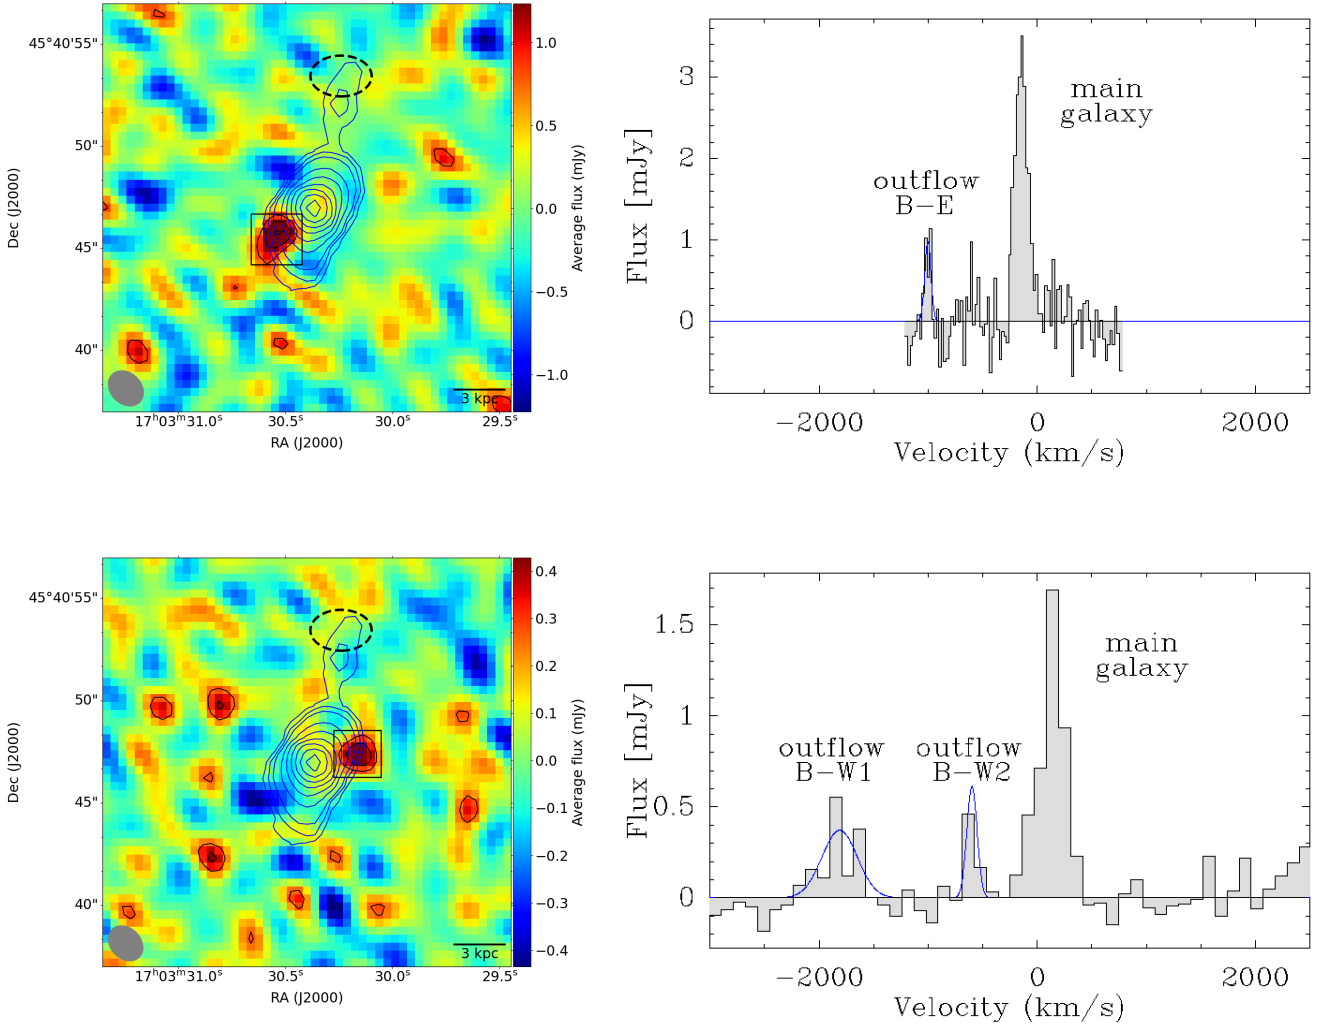 45°40'55"
50"
45"
40"
Dec (J2000)
17ʰ03ᵐ31.0ˢ
30.5ˢ
30.0ˢ
29.5ˢ
RA (J2000)
3 kpc
1.0
0.5
0.0
−0.5
−1.0
Average flux (mJy)
3
2
1
0
Flux [mJy]
outflow
B−E
main
galaxy
−2000
0
2000
Velocity (km/s)
45°40'55"
50"
45"
40"
Dec (J2000)
17ʰ03ᵐ31.0ˢ
30.5ˢ
30.0ˢ
29.5ˢ
RA (J2000)
3 kpc
0.4
0.3
0.2
0.1
0.0
−0.1
−0.2
−0.3
−0.4
Average flux (mJy)
1.5
1
0.5
0
Flux [mJy]
outflow
B−W1
outflow
B−W2
main
galaxy
−2000
0
2000
Velocity (km/s)